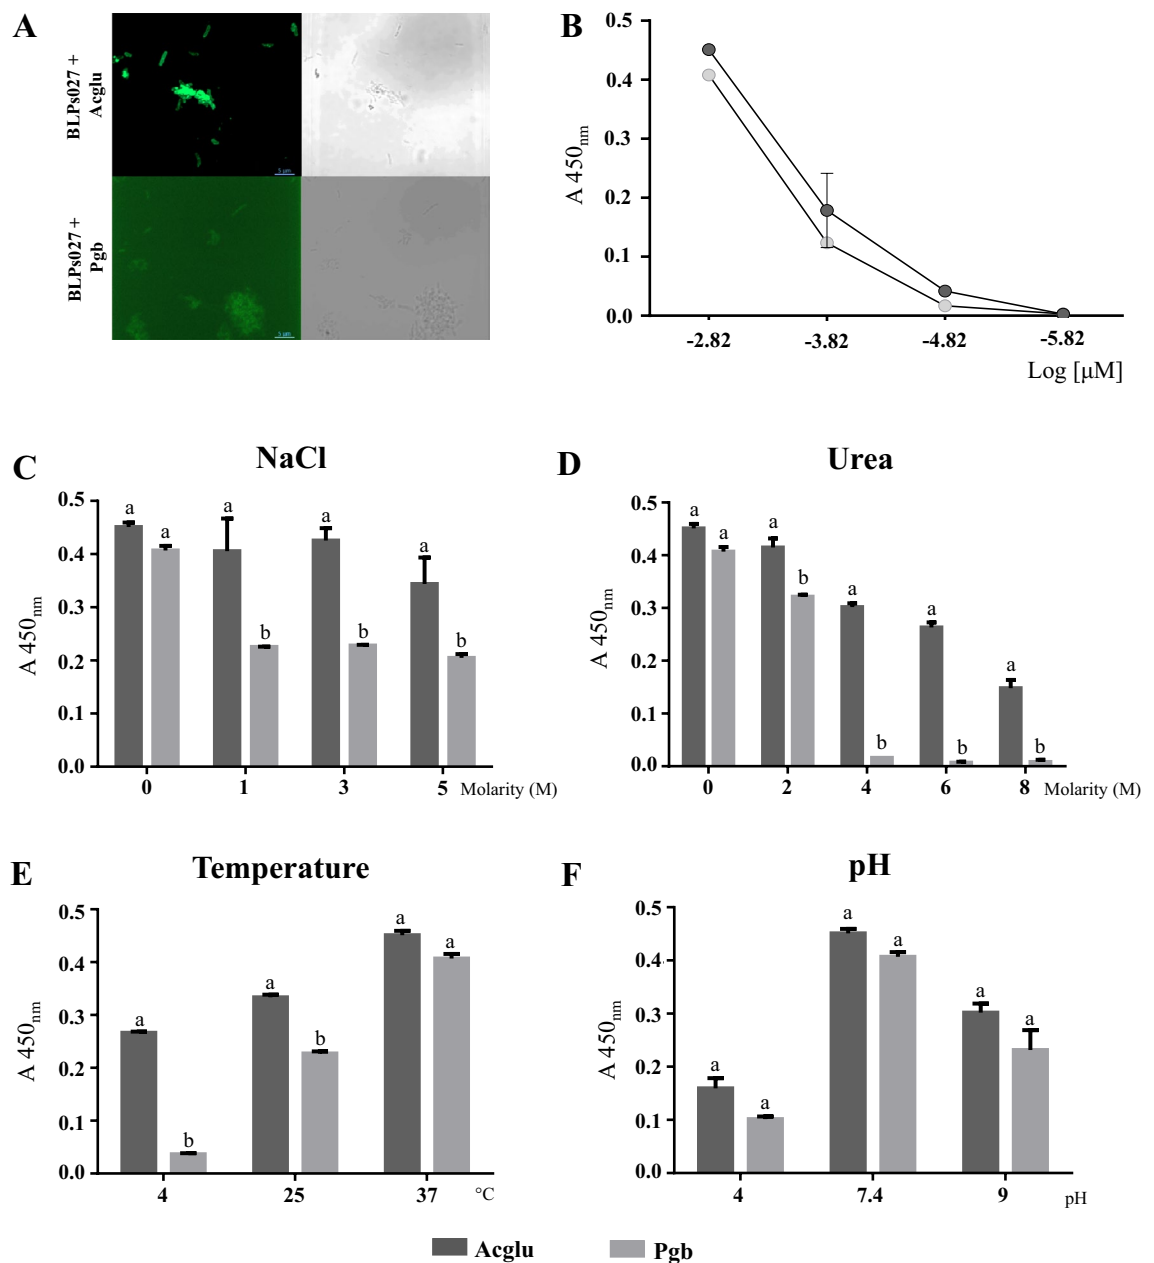 A
BLPs027 +
Acglu
5 µm
BLPs027 +
Pgb
5 µm
B
A 450nm
0.5
0.4
0.3
0.2
0.1
0.0
-2.82 -3.82 -4.82 -5.82
Log [µM]
C
NaCl
A 450nm
0.5
0.4
0.3
0.2
0.1
0.0
a a a b a b a b
0 1 3 5 Molarity (M)
D
Urea
A 450nm
0.5
0.4
0.3
0.2
0.1
0.0
a a a b a b a b a b
0 2 4 6 8 Molarity (M)
E
Temperature
A 450nm
0.5
0.4
0.3
0.2
0.1
0.0
a b a b a a
4 25 37 °C
F
pH
A 450nm
0.5
0.4
0.3
0.2
0.1
0.0
a a a a a a
4 7.4 9 pH
Acglu Pgb